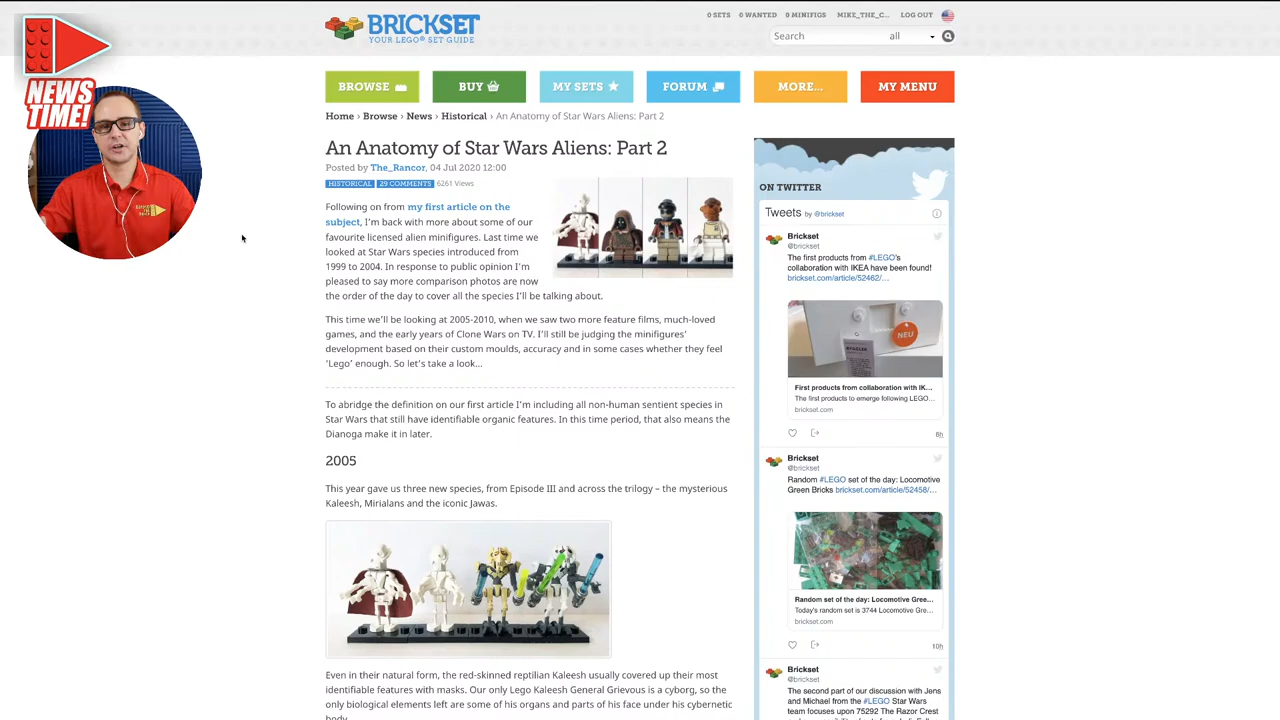 NEWS
TIME!
BRICKSET
YOUR LEGO® SET GUIDE
0 SETS 0 WANTED 0 MINIFIGS MIKE_THE_C... LOG OUT
Search all
BROWSE
BUY
MY SETS
FORUM
MORE...
MY MENU
Home › Browse › News › Historical › An Anatomy of Star Wars Aliens: Part 2
An Anatomy of Star Wars Aliens: Part 2
Posted by The_Rancor, 04 Jul 2020 12:00
HISTORICAL 29 COMMENTS 6261 Views
Following on from my first article on the
subject, I'm back with more about some of our
favourite licensed alien minifigures. Last time we
looked at Star Wars species introduced from
1999 to 2004. In response to public opinion I'm
pleased to say more comparison photos are now
the order of the day to cover all the species I'll be talking about.
This time we'll be looking at 2005-2010, when we saw two more feature films, much-loved
games, and the early years of Clone Wars on TV. I'll still be judging the minifigures'
development based on their custom moulds, accuracy and in some cases whether they feel
'Lego' enough. So let's take a look...
To abridge the definition on our first article I'm including all non-human sentient species in
Star Wars that still have identifiable organic features. In this time period, that also means the
Dianoga make it in later.
2005
This year gave us three new species, from Episode III and across the trilogy – the mysterious
Kaleesh, Mirialans and the iconic Jawas.
Even in their natural form, the red-skinned reptilian Kaleesh usually covered up their most
identifiable features with masks. Our only Lego Kaleesh General Grievous is a cyborg, so the
only biological elements left are some of his organs and parts of his face under his cybernetic
body.
ON TWITTER
Tweets by @brickset
Brickset
@brickset
The first products from #LEGO's
collaboration with IKEA have been found!
brickset.com/article/52462/...
NEU
First products from collaboration with IK...
The first products to emerge following LEGO...
brickset.com
8h
Brickset
@brickset
Random #LEGO set of the day: Locomotive
Green Bricks brickset.com/article/52458/...
Random set of the day: Locomotive Gree...
Today's random set is 3744 Locomotive Gre...
brickset.com
10h
Brickset
@brickset
The second part of our discussion with Jens
and Michael from the #LEGO Star Wars
team focuses upon 75292 The Razor Crest